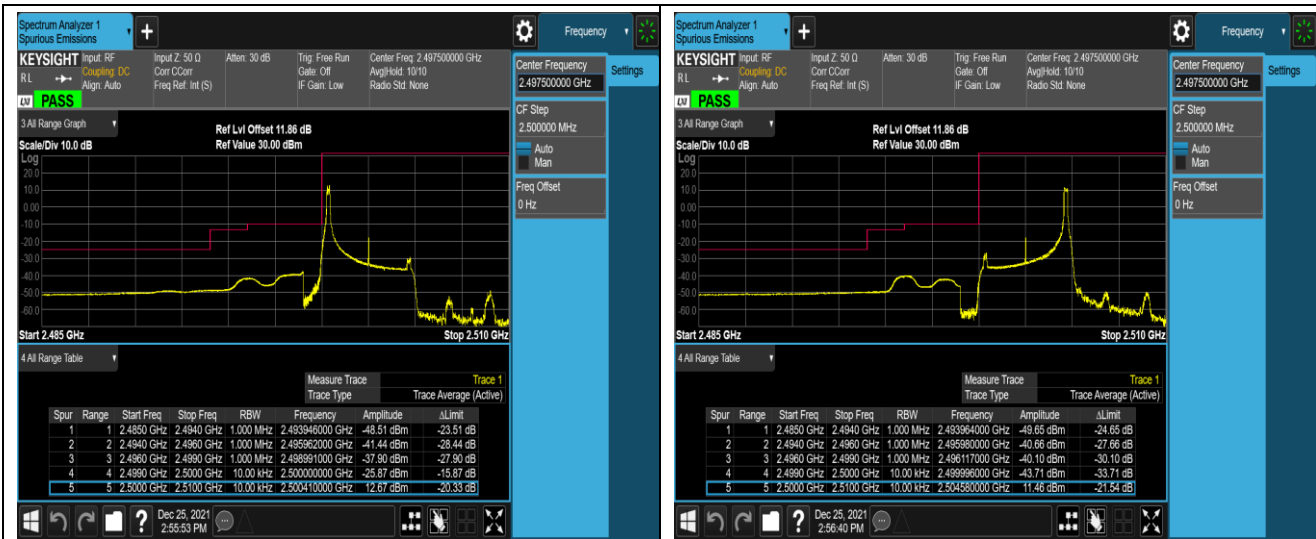 Spectrum Analyzer 1
Spurious Emissions
+
Frequency
KEYSIGHT Input: RF Input Z: 50 Ω Atten: 30 dB Trig: Free Run Center Freq: 2.497500000 GHz
Coupling: DC Corr CCorr Gate: Off Avg|Hold: 10/10
RL Align: Auto Freq Ref: Int (S) IF Gain: Low Radio Std: None
LXI PASS
Center Frequency
2.497500000 GHz
Settings
CF Step
2.500000 MHz
Auto
Man
Freq Offset
0 Hz
3 All Range Graph
Ref Lvl Offset 11.86 dB
Scale/Div 10.0 dB Ref Value 30.00 dBm
Log
20.0
10.0
0.00
-10.0
-20.0
-30.0
-40.0
-50.0
-60.0
Start 2.485 GHz Stop 2.510 GHz
4 All Range Table
Measure Trace Trace 1
Trace Type Trace Average (Active)
Spur Range Start Freq Stop Freq RBW Frequency Amplitude ΔLimit
1 1 2.4850 GHz 2.4940 GHz 1.000 MHz 2.493946000 GHz -48.51 dBm -23.51 dB
2 2 2.4940 GHz 2.4960 GHz 1.000 MHz 2.495962000 GHz -41.44 dBm -28.44 dB
3 3 2.4960 GHz 2.4990 GHz 1.000 MHz 2.498991000 GHz -37.90 dBm -27.90 dB
4 4 2.4990 GHz 2.5000 GHz 10.00 kHz 2.500000000 GHz -25.87 dBm -15.87 dB
5 5 2.5000 GHz 2.5100 GHz 10.00 kHz 2.500410000 GHz 12.67 dBm -20.33 dB
?
Dec 25, 2021
2:55:53 PM
Spectrum Analyzer 1
Spurious Emissions
+
Frequency
KEYSIGHT Input: RF Input Z: 50 Ω Atten: 30 dB Trig: Free Run Center Freq: 2.497500000 GHz
Coupling: DC Corr CCorr Gate: Off Avg|Hold: 10/10
RL Align: Auto Freq Ref: Int (S) IF Gain: Low Radio Std: None
LXI PASS
Center Frequency
2.497500000 GHz
Settings
CF Step
2.500000 MHz
Auto
Man
Freq Offset
0 Hz
3 All Range Graph
Ref Lvl Offset 11.86 dB
Scale/Div 10.0 dB Ref Value 30.00 dBm
Log
20.0
10.0
0.00
-10.0
-20.0
-30.0
-40.0
-50.0
-60.0
Start 2.485 GHz Stop 2.510 GHz
4 All Range Table
Measure Trace Trace 1
Trace Type Trace Average (Active)
Spur Range Start Freq Stop Freq RBW Frequency Amplitude ΔLimit
1 1 2.4850 GHz 2.4940 GHz 1.000 MHz 2.493964000 GHz -49.65 dBm -24.65 dB
2 2 2.4940 GHz 2.4960 GHz 1.000 MHz 2.495980000 GHz -40.66 dBm -27.66 dB
3 3 2.4960 GHz 2.4990 GHz 1.000 MHz 2.496117000 GHz -40.10 dBm -30.10 dB
4 4 2.4990 GHz 2.5000 GHz 10.00 kHz 2.499996000 GHz -43.71 dBm -33.71 dB
5 5 2.5000 GHz 2.5100 GHz 10.00 kHz 2.504580000 GHz 11.46 dBm -21.54 dB
?
Dec 25, 2021
2:56:40 PM